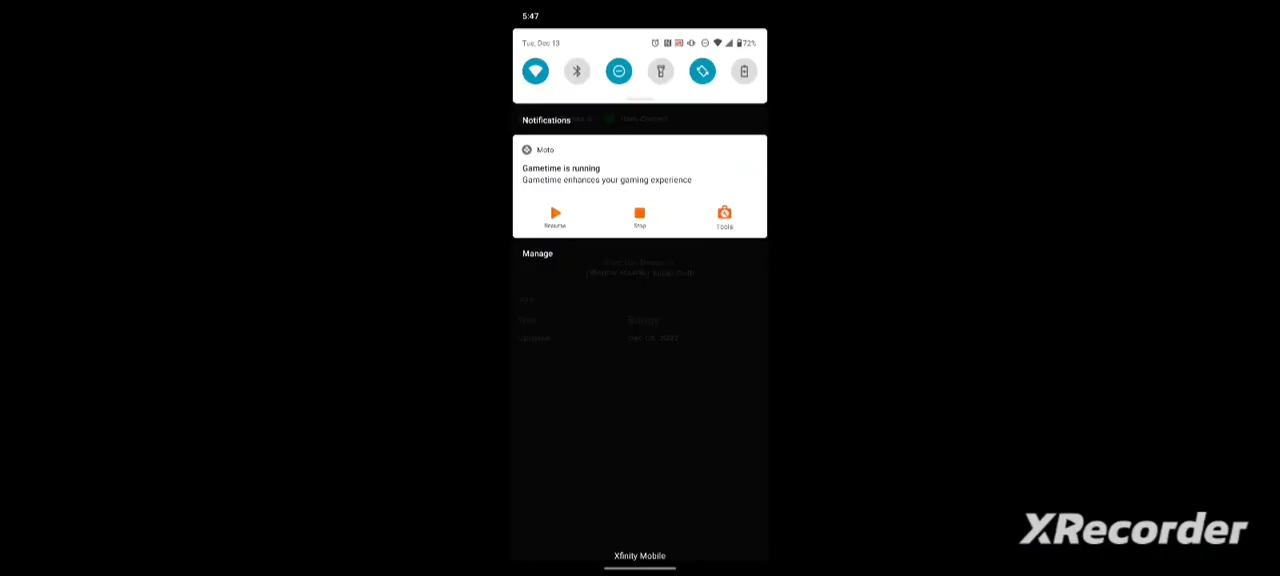 5:47
Tue, Dec 13
72%
Notifications
Moto
Gametime is running
Gametime enhances your gaming experience
Resume
Stop
Tools
Manage
Xfinity Mobile
XRecorder